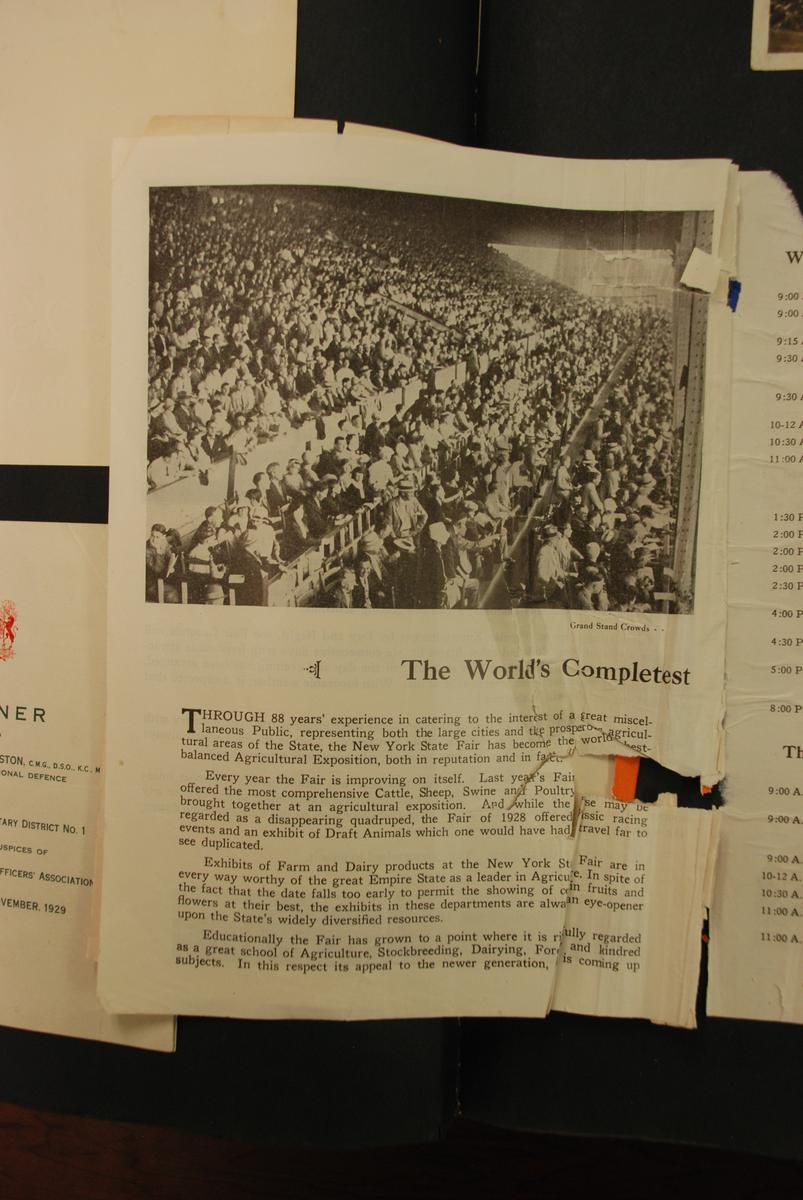 Grand Stand Crowds - -
The World's Completest
THROUGH 88 years' experience in catering to the interest of a great miscel-
laneous Public, representing both the large cities and the prosperous agricul-
tural areas of the State, the New York State Fair has become the world's best-
balanced Agricultural Exposition, both in reputation and in fact.
Every year the Fair is improving on itself. Last year's Fair
offered the most comprehensive Cattle, Sheep, Swine and Poultry
brought together at an agricultural exposition. And while the se may be
regarded as a disappearing quadruped, the Fair of 1928 offered ssic racing
events and an exhibit of Draft Animals which one would have had travel far to
see duplicated.
Exhibits of Farm and Dairy products at the New York St Fair are in
every way worthy of the great Empire State as a leader in Agricu e. In spite of
the fact that the date falls too early to permit the showing of c in fruits and
flowers at their best, the exhibits in these departments are alwa an eye-opener
upon the State's widely diversified resources.
Educationally the Fair has grown to a point where it is ri ully regarded
as a great school of Agriculture, Stockbreeding, Dairying, Fore and kindred
subjects. In this respect its appeal to the newer generation, is coming up
NER
STON, C.M.G., D.S.O., K.C., M
IONAL DEFENCE
TARY DISTRICT No. 1
USPICES OF
FFICERS' ASSOCIATION
VEMBER, 1929
W
9:00
9:00
9:15
9:30
9:30
10-12 A
10:30 A
11:00 A
1:30 P
2:00 P
2:00 P
2:00 P
2:30 P
4:00 P
4:30 P
5:00 P
8:00 P
Th
9:00 A.
9:00 A.
9:00 A.
10-12 A.
10:30 A.
11:00 A.
11:00 A.